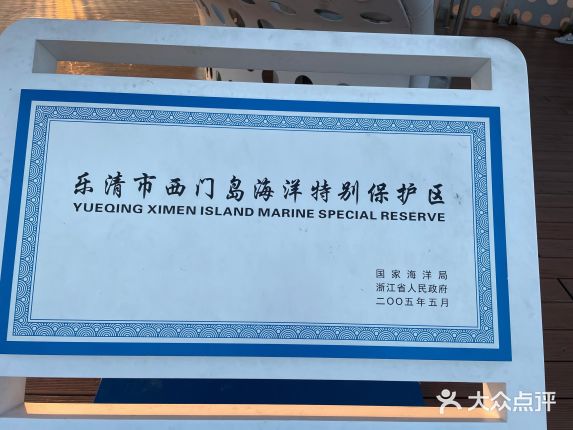 乐清市西门岛海洋特别保护区
YUEQING XIMEN ISLAND MARINE SPECIAL RESERVE
国家海洋局
浙江省人民政府
二〇〇五年五月
大众点评